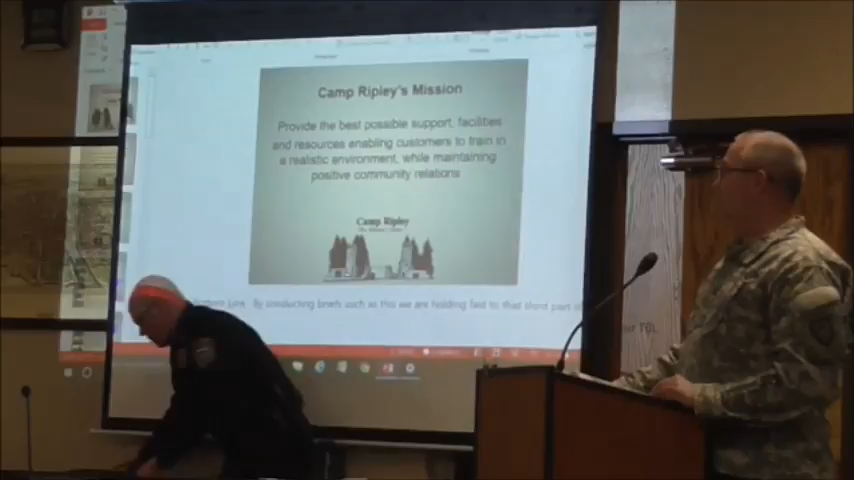 Camp Ripley's Mission
Provide the best possible support, facilities
and resources enabling customers to train in
a realistic environment, while maintaining
positive community relations
Camp Ripley
By conducting briefs such as this we are holding fast to that third part of